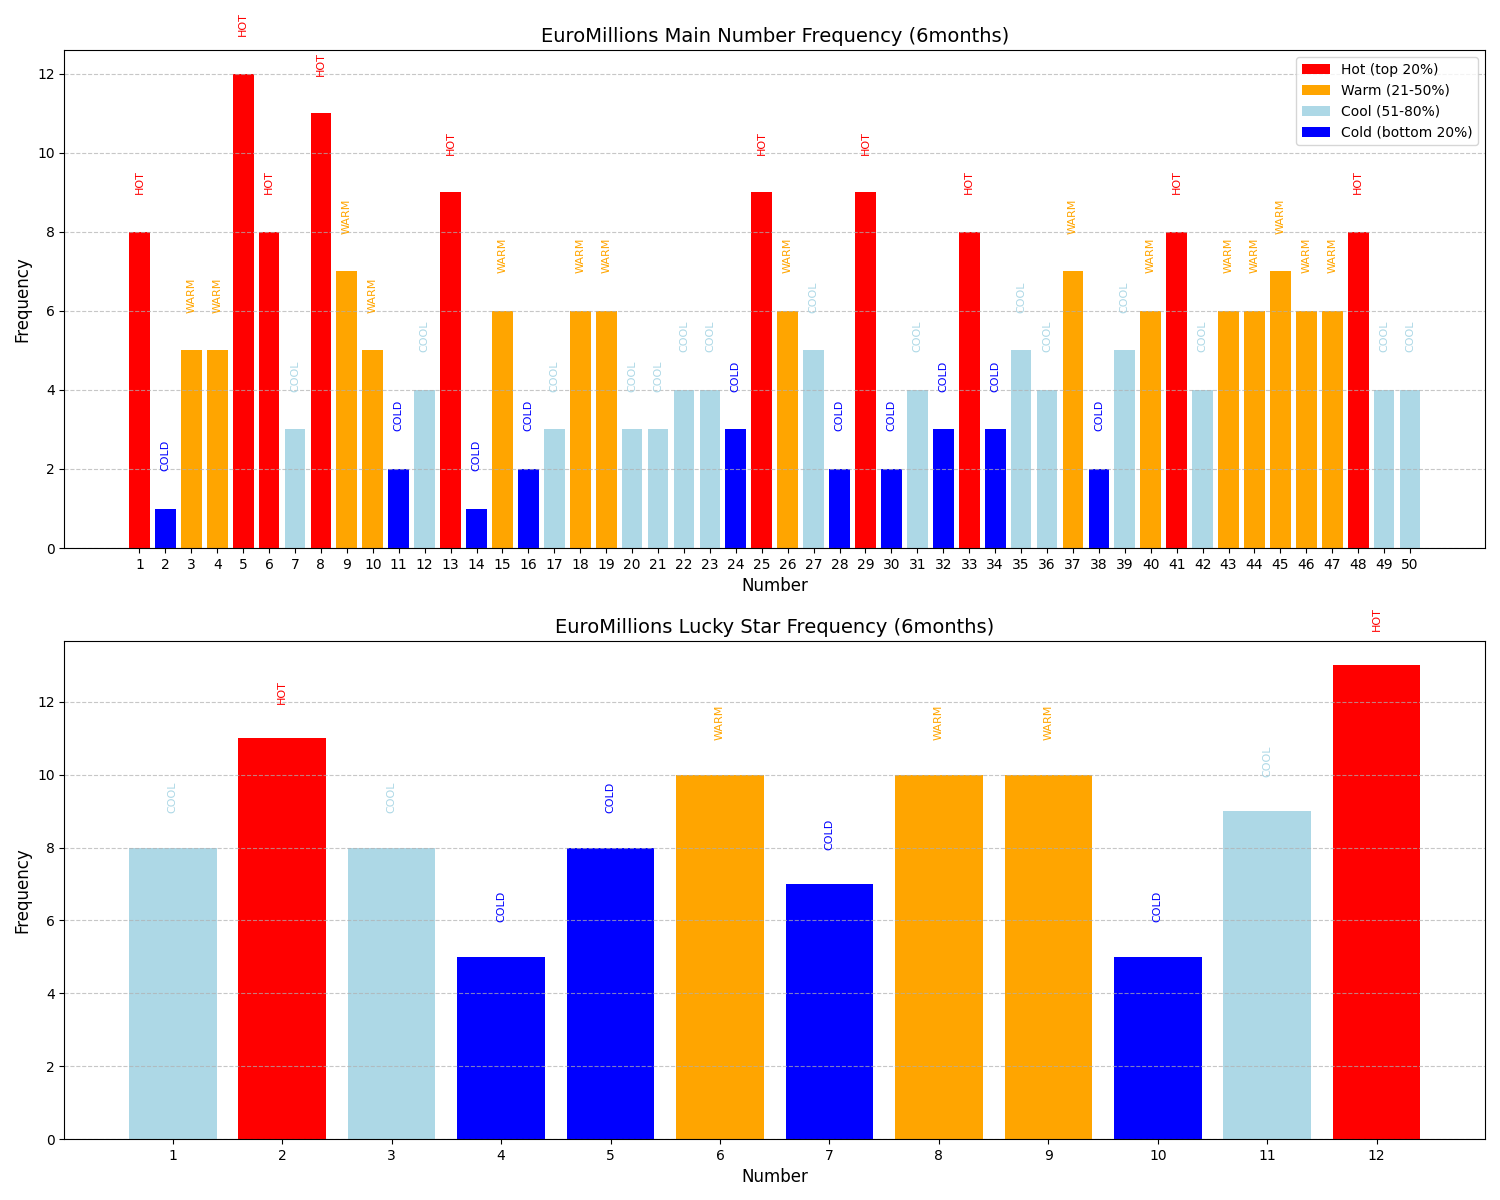 EuroMillions Main Number Frequency (6months)
Hot (top 20%)
Warm (21-50%)
Cool (51-80%)
Cold (bottom 20%)
Frequency
12
10
8
6
4
2
0
HOT COLD WARM WARM HOT HOT COOL HOT WARM WARM COLD COOL HOT COLD WARM COLD COOL WARM WARM COOL COOL COOL COOL COLD HOT WARM COOL COLD HOT COLD COOL COLD HOT COLD COOL COOL WARM COLD COOL WARM HOT COOL WARM WARM WARM WARM WARM HOT COOL COOL
1 2 3 4 5 6 7 8 9 10 11 12 13 14 15 16 17 18 19 20 21 22 23 24 25 26 27 28 29 30 31 32 33 34 35 36 37 38 39 40 41 42 43 44 45 46 47 48 49 50
Number
EuroMillions Lucky Star Frequency (6months)
Frequency
12
10
8
6
4
2
0
COOL HOT COOL COLD COLD WARM COLD WARM WARM COLD COOL HOT
1 2 3 4 5 6 7 8 9 10 11 12
Number